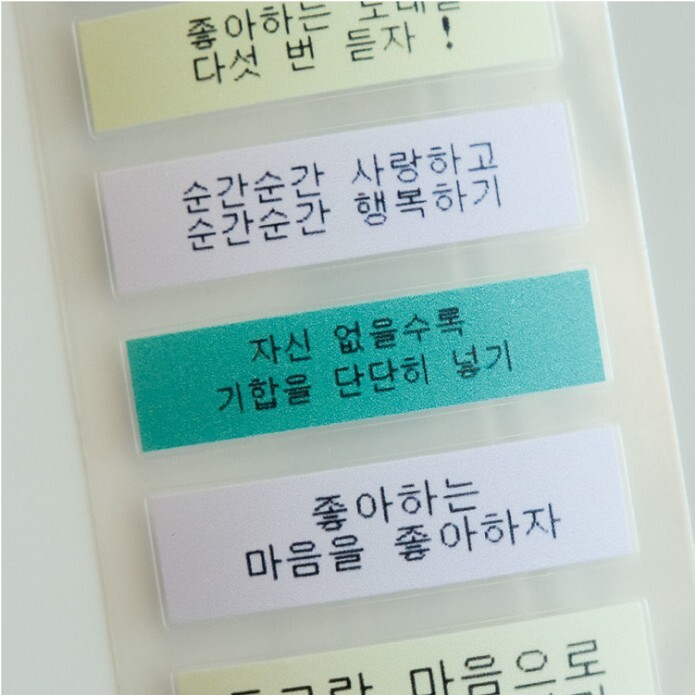 좋아하는
다섯 번 듣자 !
순간순간 사랑하고
순간순간 행복하기
자신 없을수록
기합을 단단히 넣기
좋아하는
마음을 좋아하자
마음으로